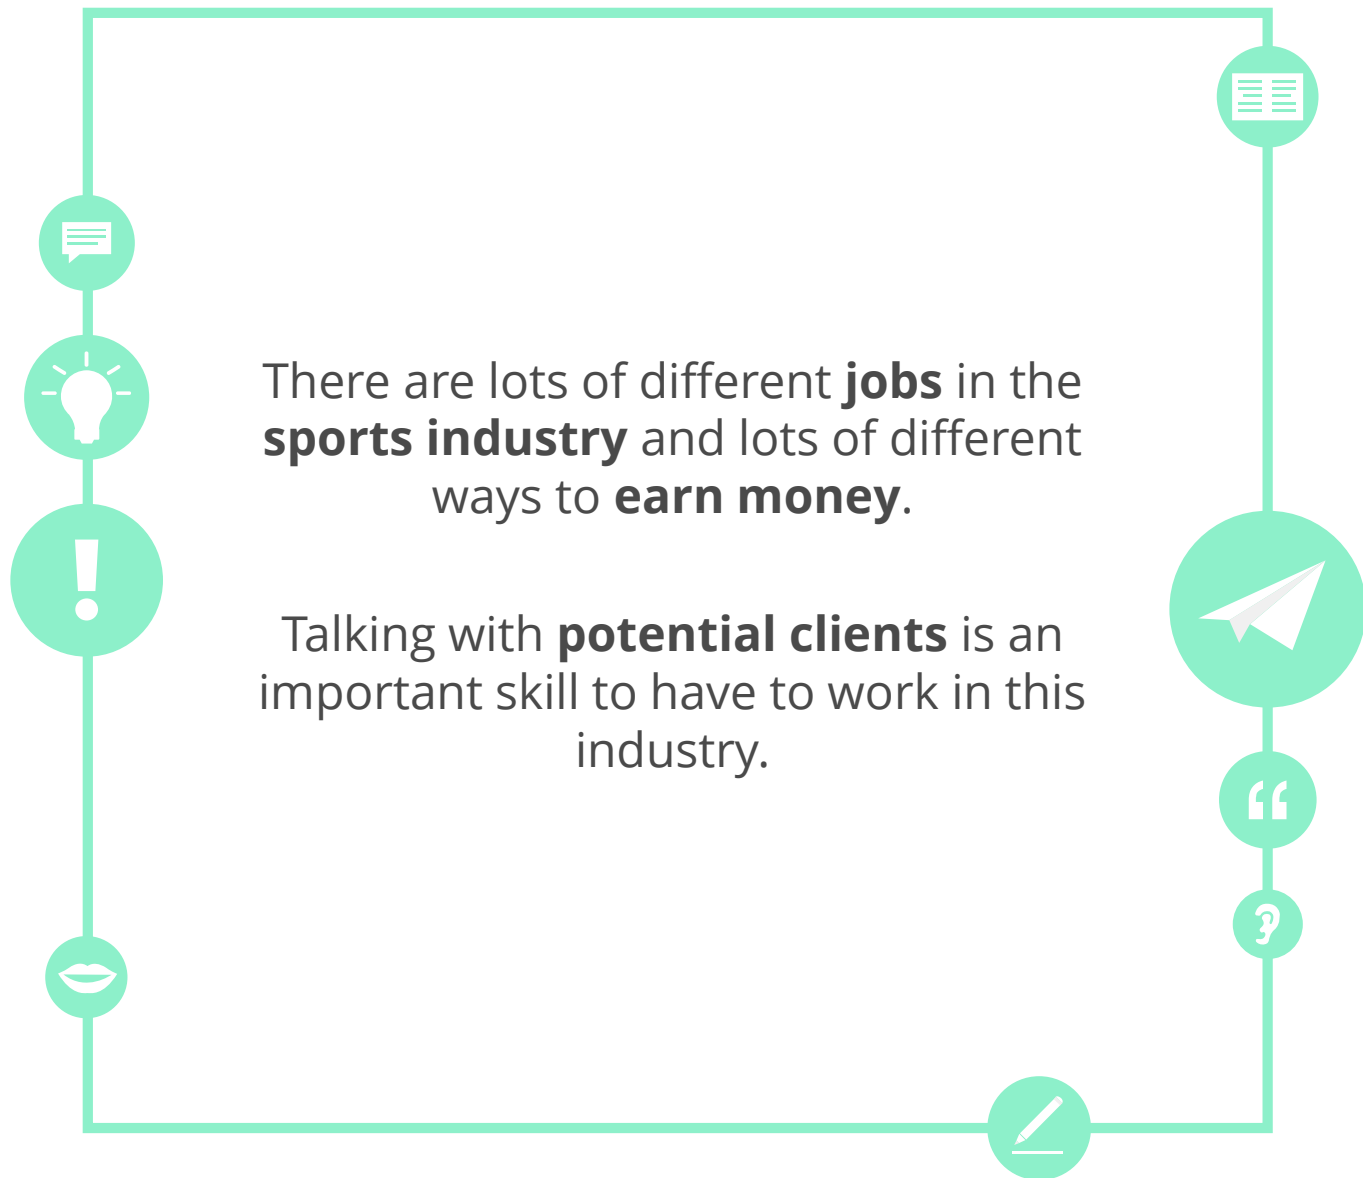 There are lots of different jobs in the
sports industry and lots of different
ways to earn money.
Talking with potential clients is an
important skill to have to work in this
industry.